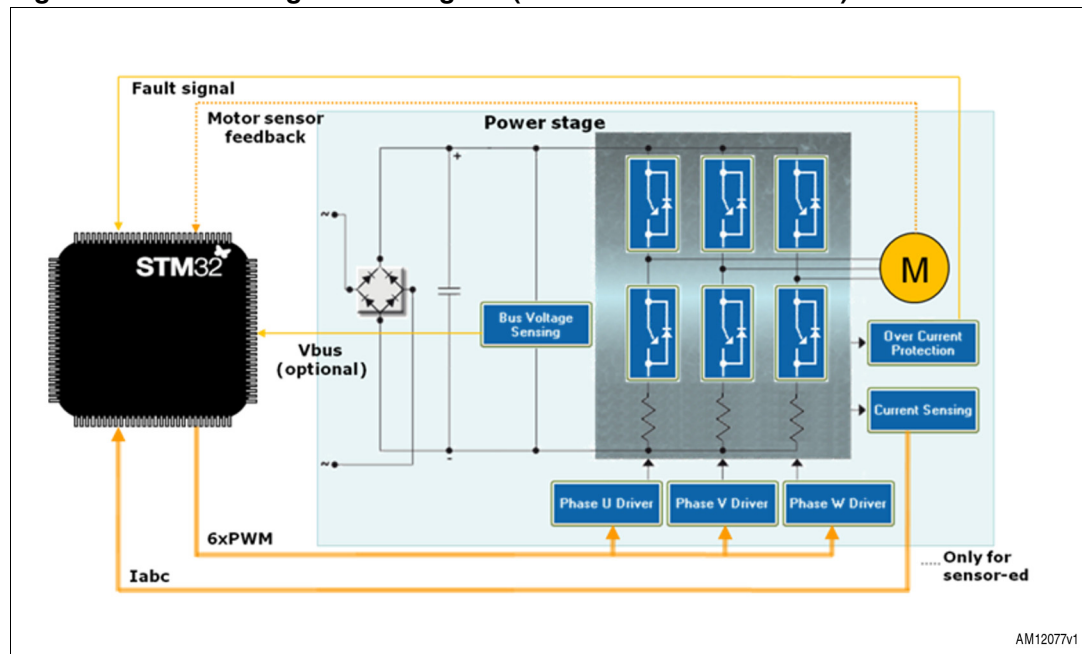 Fault signal
Motor sensor
feedback
Power stage
+
~
STM32
M
Bus Voltage
Sensing
Over Current
Protection
Vbus
(optional)
Current Sensing
~
-
Phase U Driver
Phase V Driver
Phase W Driver
6xPWM
Only for
sensor-ed
Iabc
AM12077v1